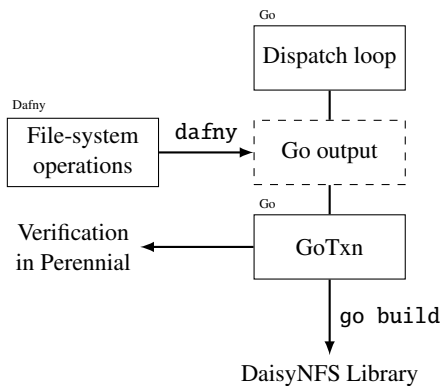 Go
Dispatch loop
Dafny
File-system
operations
dafny
Go output
Go
GoTxn
Verification
in Perennial
go build
DaisyNFS Library